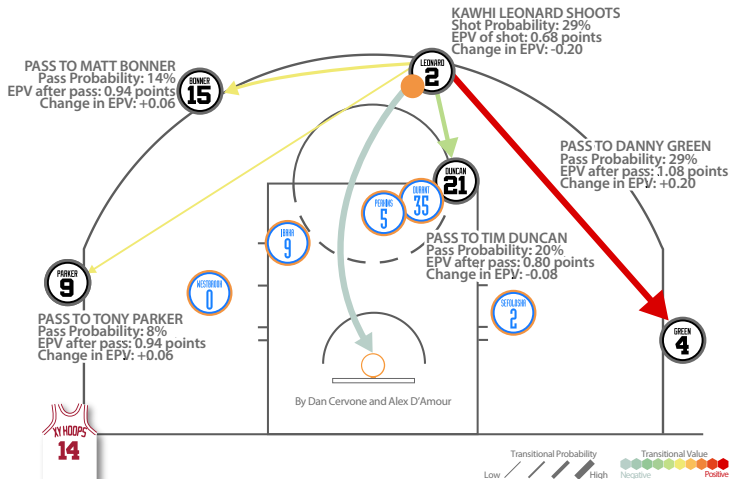 KAWHI LEONARD SHOOTS
Shot Probability: 29%
EPV of shot: 0.68 points
Change in EPV: -0.20
PASS TO MATT BONNER
Pass Probability: 14%
EPV after pass: 0.94 points
Change in EPV: +0.06
LEONARD
2
BONNER
15
PASS TO DANNY GREEN
Pass Probability: 29%
EPV after pass: 1.08 points
Change in EPV: +0.20
DUNCAN
21
DURANT
35
PERKINS
5
IBAKA
9
PASS TO TIM DUNCAN
Pass Probability: 20%
EPV after pass: 0.80 points
Change in EPV: -0.08
PARKER
9
WESTBROOK
0
SEFOLOSHA
2
PASS TO TONY PARKER
Pass Probability: 8%
EPV after pass: 0.94 points
Change in EPV: +0.06
GREEN
4
By Dan Cervone and Alex D'Amour
XY HOOPS
14
Transitional Probability
Low
High
Transitional Value
Negative
Positive